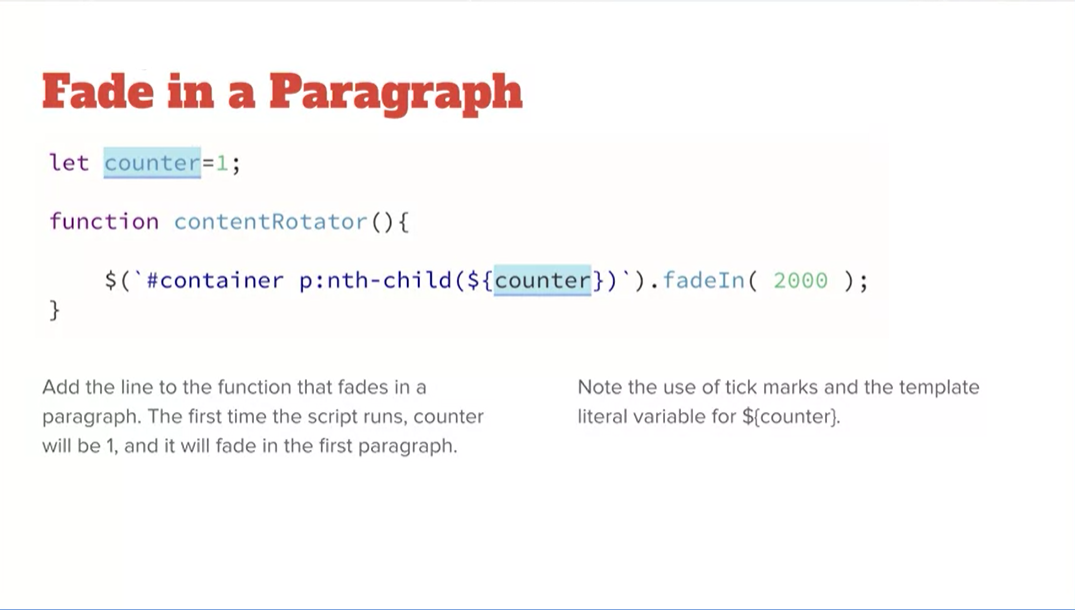 Fade in a Paragraph
let counter=1;
function contentRotator(){
$(`#container p:nth-child(${counter})`).fadeIn( 2000 );
}
Add the line to the function that fades in a
paragraph. The first time the script runs, counter
will be 1, and it will fade in the first paragraph.
Note the use of tick marks and the template
literal variable for ${counter}.